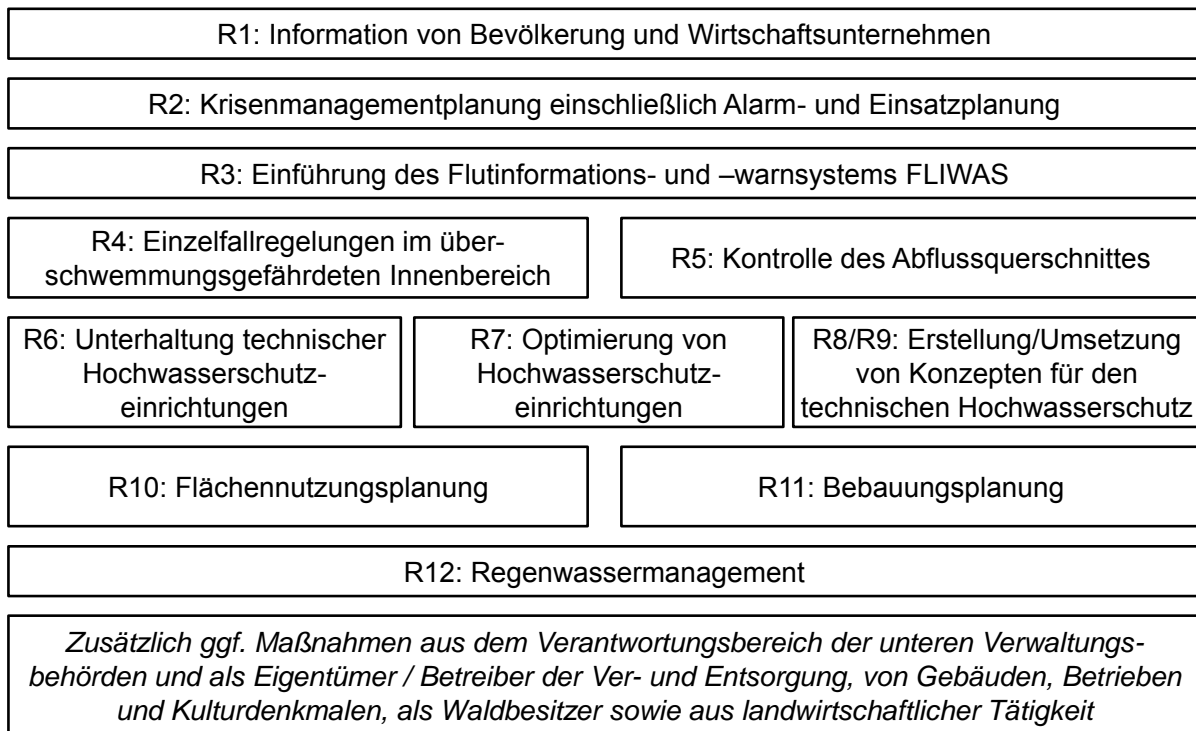 R1: Information von Bevölkerung und Wirtschaftsunternehmen
R2: Krisenmanagementplanung einschließlich Alarm- und Einsatzplanung
R3: Einführung des Flutinformations- und –warnsystems FLIWAS
R4: Einzelfallregelungen im über-
schwemmungsgefährdeten Innenbereich
R5: Kontrolle des Abflussquerschnittes
R6: Unterhaltung technischer
Hochwasserschutz-
einrichtungen
R7: Optimierung von
Hochwasserschutz-
einrichtungen
R8/R9: Erstellung/Umsetzung
von Konzepten für den
technischen Hochwasserschutz
R10: Flächennutzungsplanung
R11: Bebauungsplanung
R12: Regenwassermanagement
Zusätzlich ggf. Maßnahmen aus dem Verantwortungsbereich der unteren Verwaltungs-
behörden und als Eigentümer / Betreiber der Ver- und Entsorgung, von Gebäuden, Betrieben
und Kulturdenkmalen, als Waldbesitzer sowie aus landwirtschaftlicher Tätigkeit